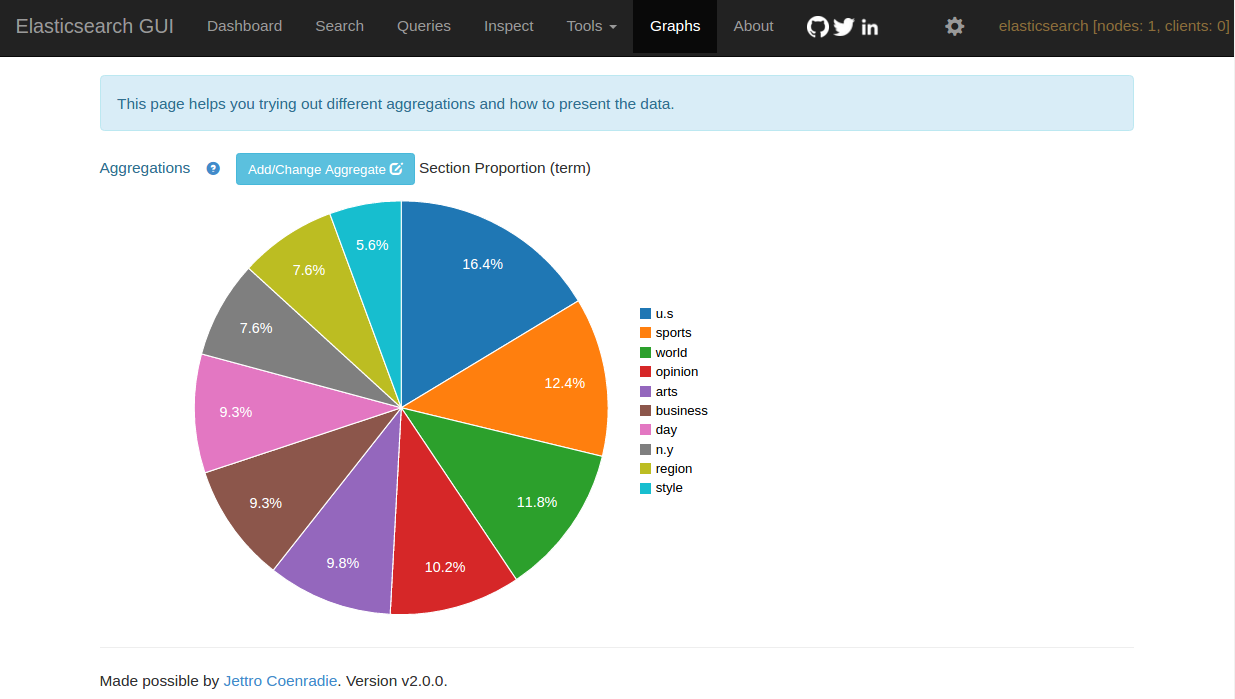 Elasticsearch GUI Dashboard Search Queries Inspect Tools Graphs About elasticsearch [nodes: 1, clients: 0]
This page helps you trying out different aggregations and how to present the data.
Aggregations ? Add/Change Aggregate Section Proportion (term)
16.4%
12.4%
11.8%
10.2%
9.8%
9.3%
9.3%
7.6%
7.6%
5.6%
u.s
sports
world
opinion
arts
business
day
n.y
region
style
Made possible by Jettro Coenradie. Version v2.0.0.